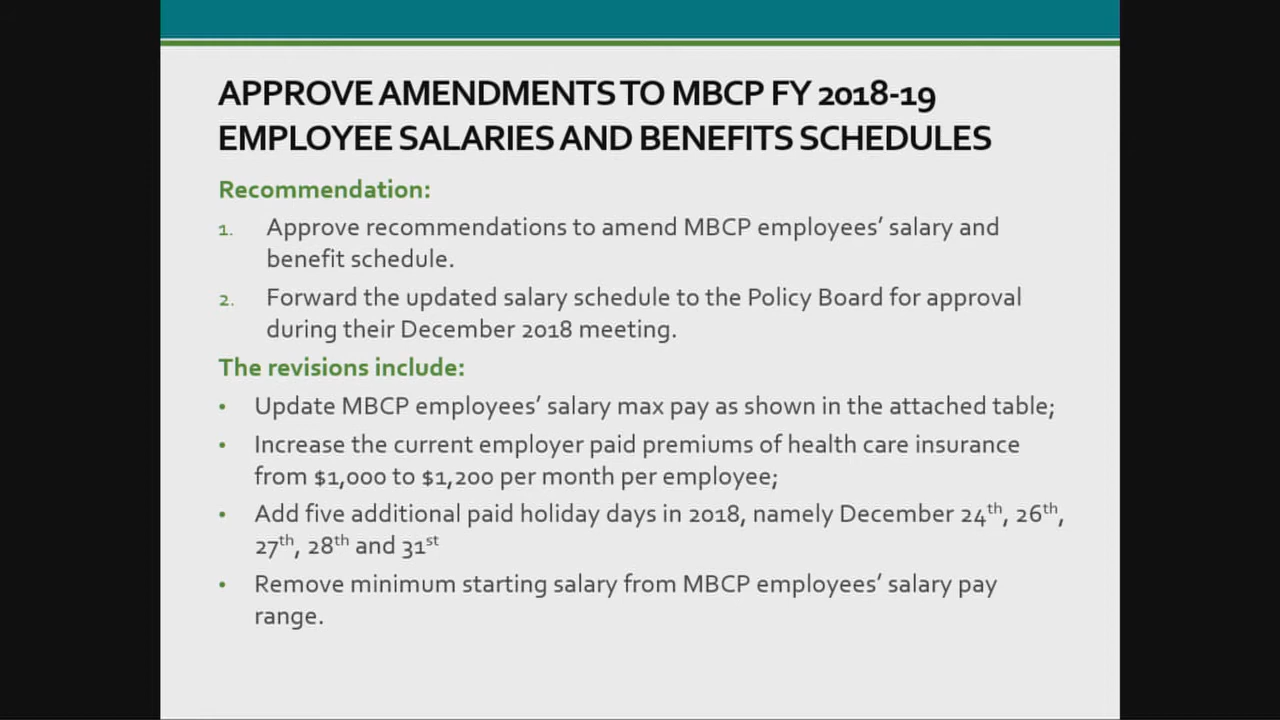 APPROVE AMENDMENTS TO MBCP FY 2018-19
EMPLOYEE SALARIES AND BENEFITS SCHEDULES
Recommendation:
1. Approve recommendations to amend MBCP employees’ salary and
benefit schedule.
2. Forward the updated salary schedule to the Policy Board for approval
during their December 2018 meeting.
The revisions include:
• Update MBCP employees’ salary max pay as shown in the attached table;
• Increase the current employer paid premiums of health care insurance
from $1,000 to $1,200 per month per employee;
• Add five additional paid holiday days in 2018, namely December 24th, 26th,
27th, 28th and 31st
• Remove minimum starting salary from MBCP employees’ salary pay
range.